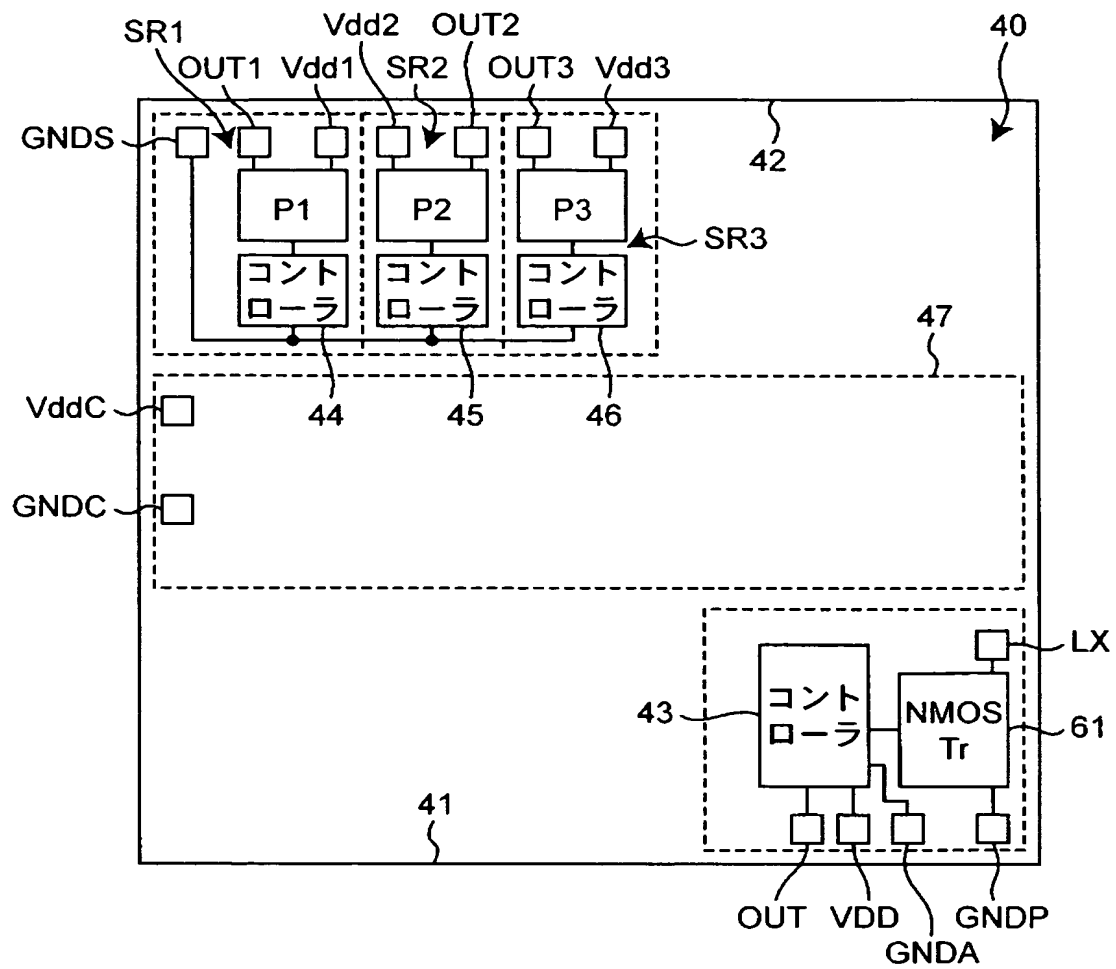 SR1
Vdd2
OUT2
40
OUT1
Vdd1
SR2
OUT3
Vdd3
GNDS
42
P1
P2
P3
SR3
コント
ローラ
コント
ローラ
コント
ローラ
47
VddC
44
45
46
GNDC
LX
43
コント
ローラ
NMOS
Tr
61
41
OUT
VDD
GNDP
GNDA